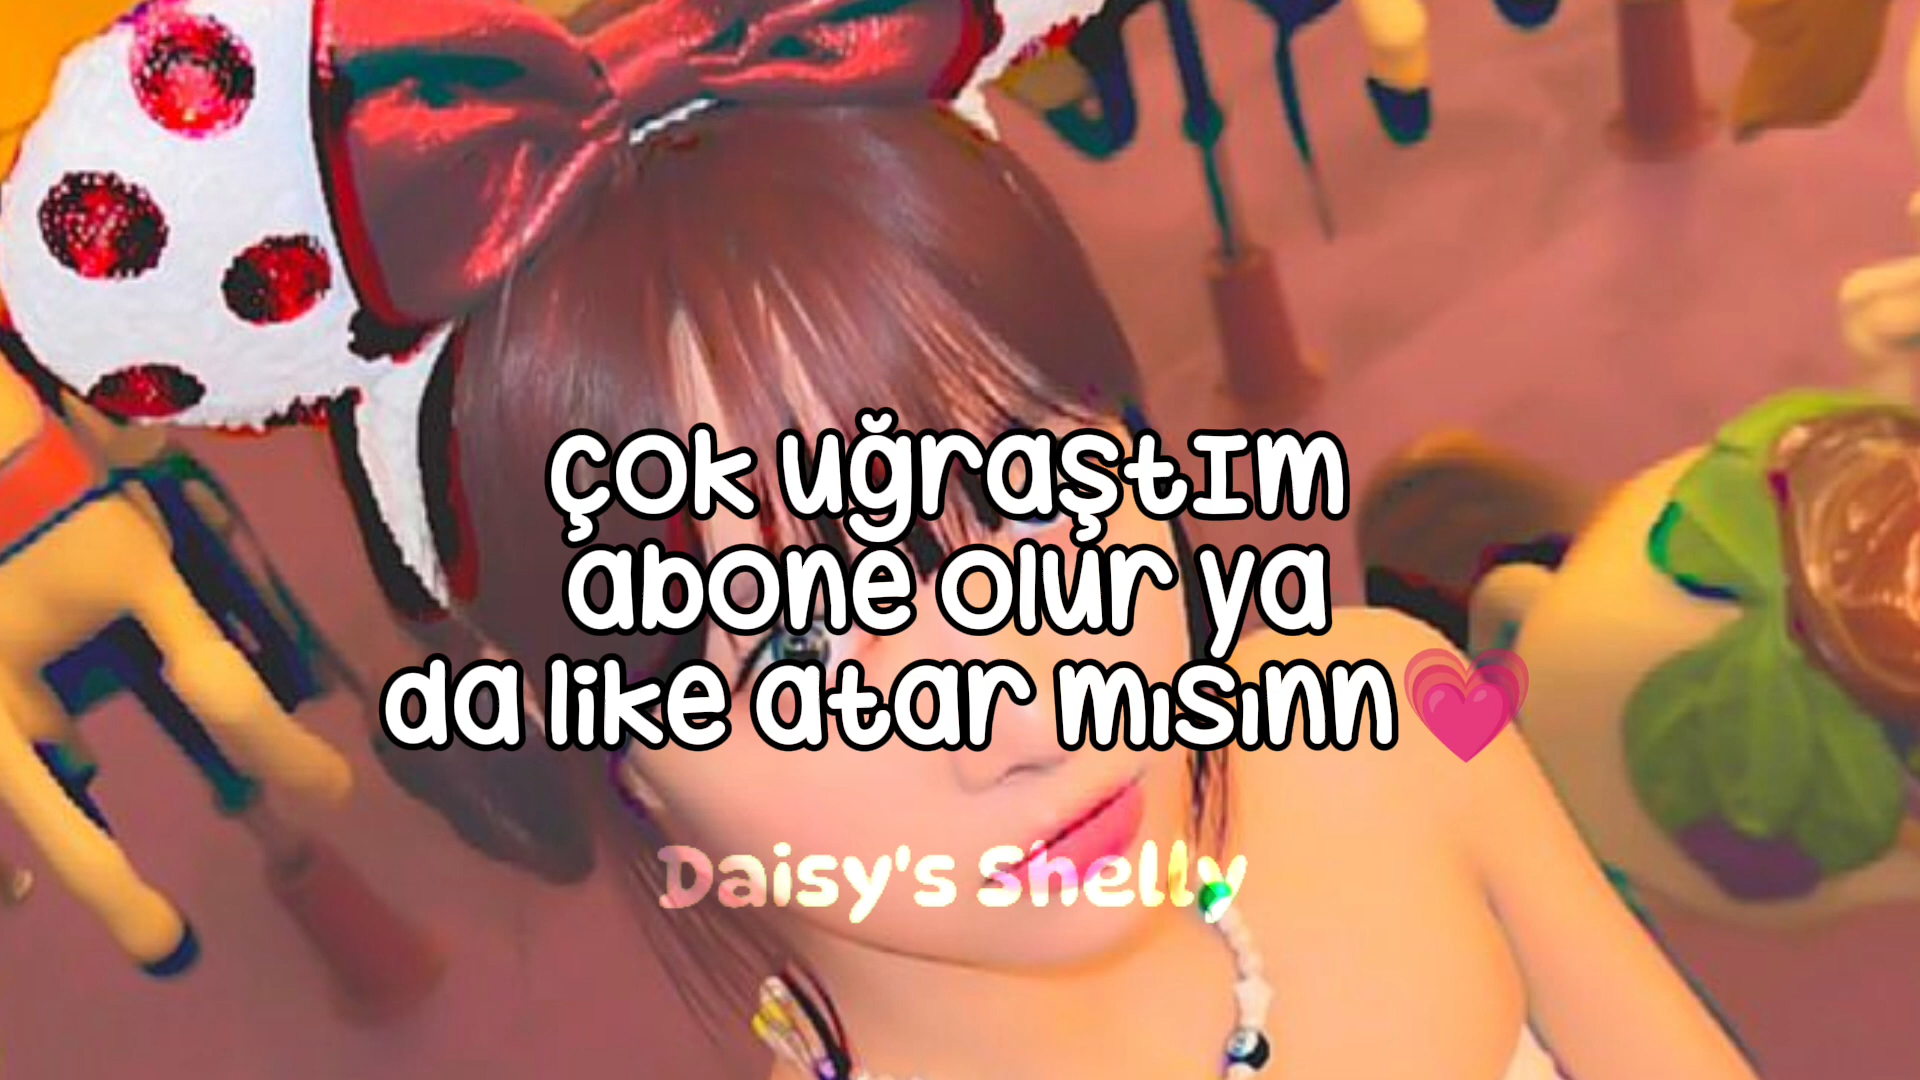 çok uğraştım
abone olur ya
da like atar mısınn💗
Daisy's Shelly